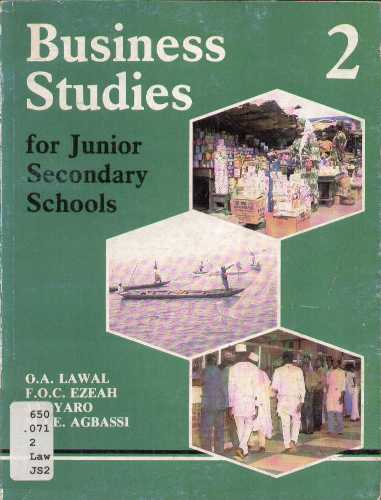 Business
Studies
2
for Junior
Secondary
Schools
O.A. LAWAL
F.O.C. EZEAH
YARO
E. AGBASSI
650
.071
2
Law
JS2